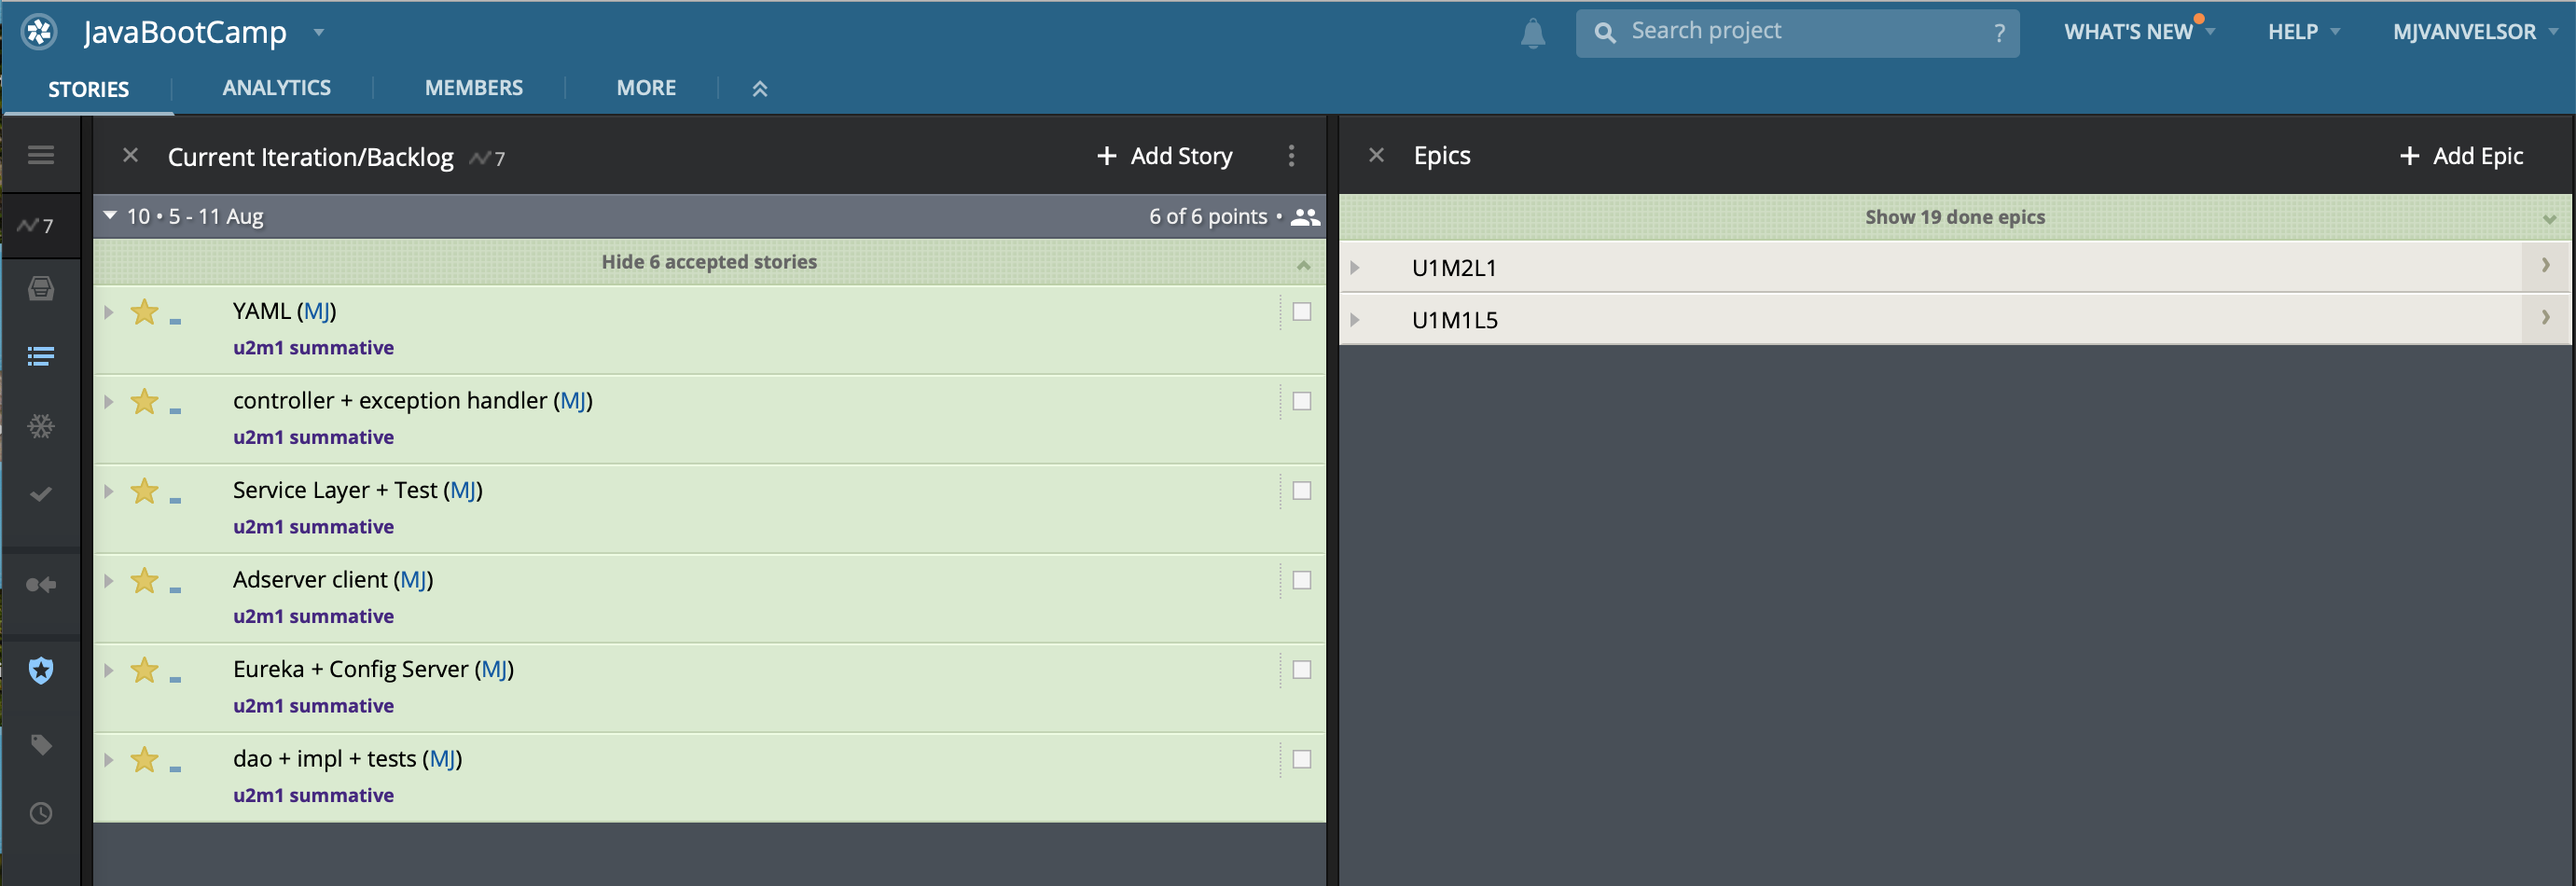 JavaBootCamp
Search project ?
WHAT'S NEW
HELP
MJVANVELSOR
STORIES
ANALYTICS
MEMBERS
MORE
7
Current Iteration/Backlog 7
+ Add Story
10 • 5 - 11 Aug
6 of 6 points •
Hide 6 accepted stories
YAML (MJ)
u2m1 summative
controller + exception handler (MJ)
u2m1 summative
Service Layer + Test (MJ)
u2m1 summative
Adserver client (MJ)
u2m1 summative
Eureka + Config Server (MJ)
u2m1 summative
dao + impl + tests (MJ)
u2m1 summative
Epics
+ Add Epic
Show 19 done epics
U1M2L1
U1M1L5